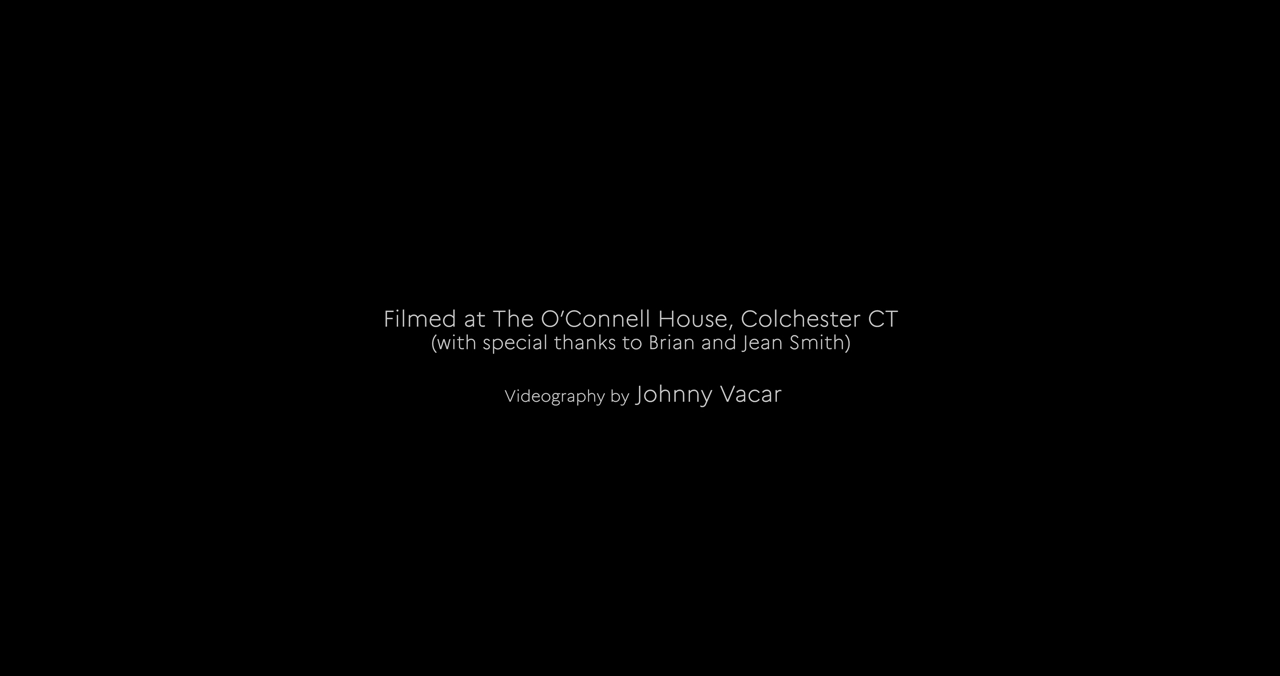 Filmed at The O’Connell House, Colchester CT
(with special thanks to Brian and Jean Smith)
Videography by Johnny Vacar